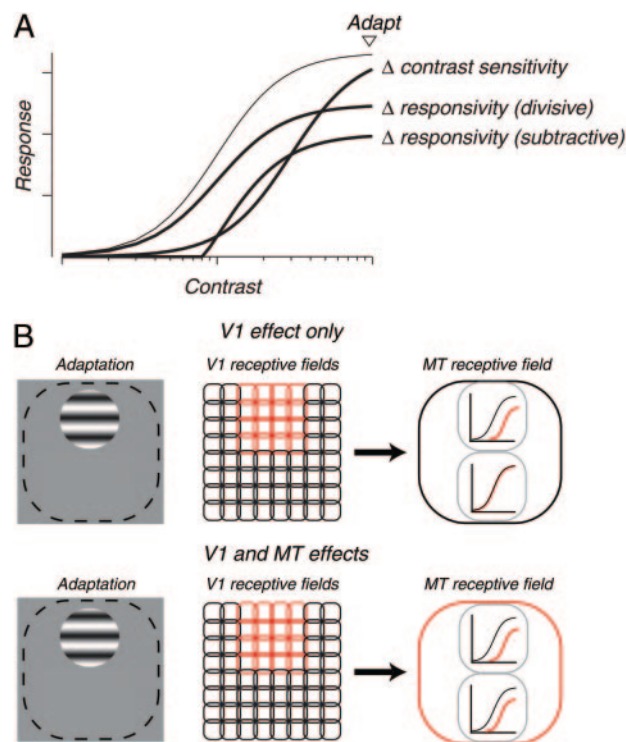 A
Adapt
Δ contrast sensitivity
Δ responsivity (divisive)
Δ responsivity (subtractive)
Response
Contrast
B
V1 effect only
Adaptation
V1 receptive fields
MT receptive field
V1 and MT effects
Adaptation
V1 receptive fields
MT receptive field